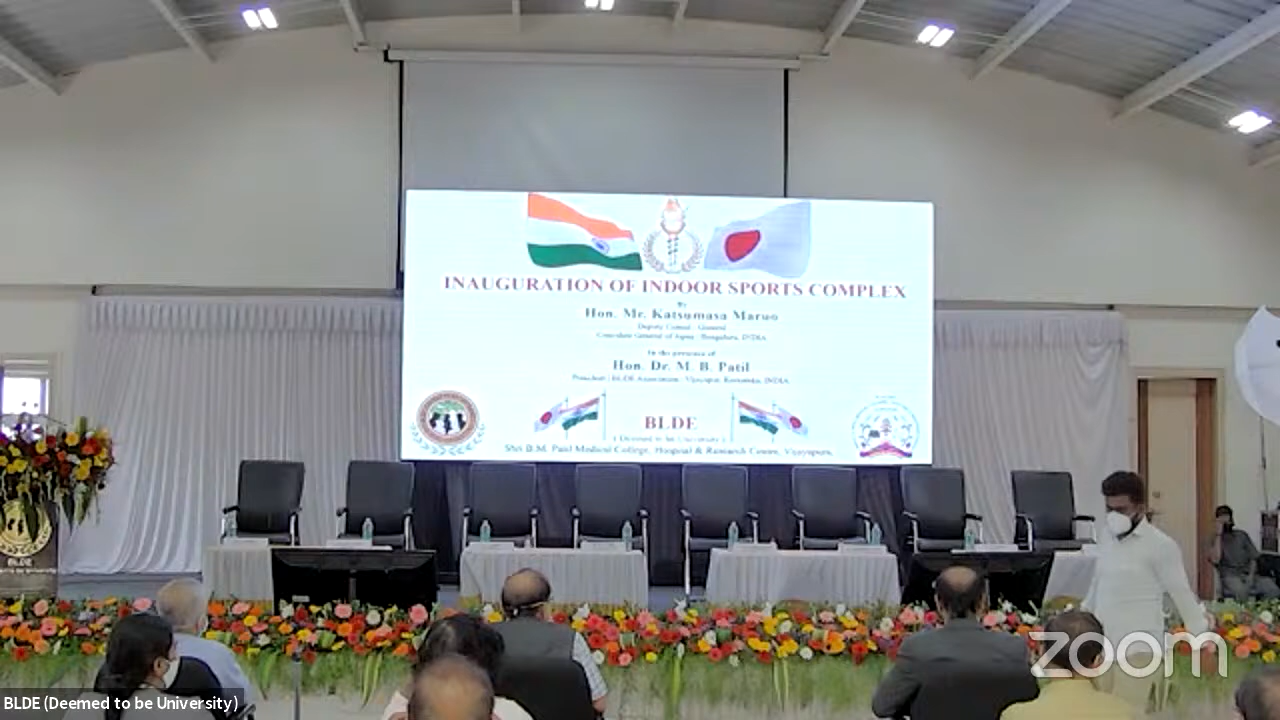 INAUGURATION OF INDOOR SPORTS COMPLEX
By
Hon. Mr. Katsumasa Maruo
Deputy Consul - General
Consulate General of Japan - Bengaluru, INDIA
In the presence of
Hon. Dr. M. B. Patil
President - BLDE Association - Vijayapur, Karnataka, INDIA
BLDE
( Deemed to be University )
Shri B.M. Patil Medical College, Hospital & Research Centre, Vijayapura.
BLDE
zoom
BLDE (Deemed to be University)